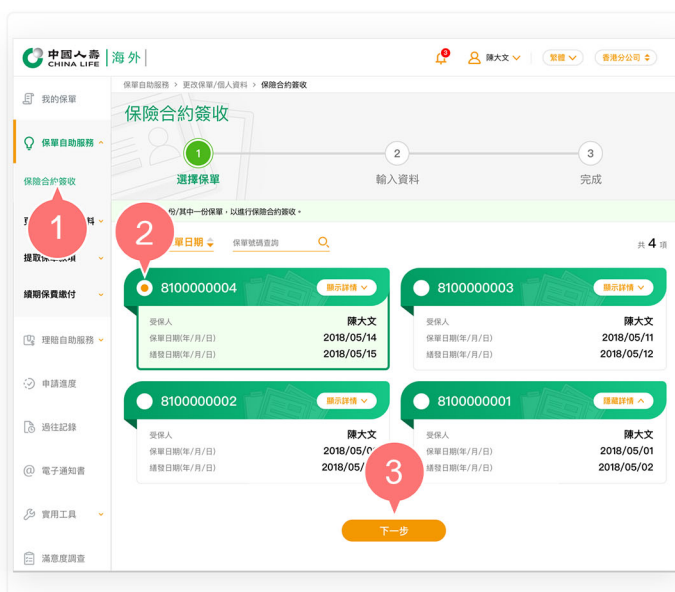 中國人壽
CHINA LIFE
海外
3
陳大文
繁體
香港分公司
保單自助服務 > 更改保單/個人資料 > 保險合約簽收
我的保單
保單自助服務
保險合約簽收
1
料
續期保費繳付
理賠自助服務
申請進度
過往記錄
電子通知書
實用工具
滿意度調查
保險合約簽收
1
2
3
選擇保單
輸入資料
完成
份/其中一份保單，以進行保險合約簽收。
2
單日期
保單號碼查詢
共 4 項
8100000004
顯示詳情
受保人
陳大文
保單日期(年/月/日)
2018/05/14
繕發日期(年/月/日)
2018/05/15
8100000003
顯示詳情
受保人
陳大文
保單日期(年/月/日)
2018/05/11
繕發日期(年/月/日)
2018/05/12
8100000002
顯示詳情
受保人
陳大文
保單日期(年/月/日)
2018/05/
繕發日期(年/月/日)
2018/05/
8100000001
隱藏詳情
受保人
陳大文
保單日期(年/月/日)
2018/05/01
繕發日期(年/月/日)
2018/05/02
3
下一步